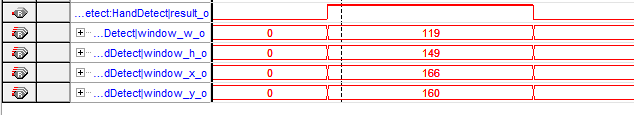 ...etect:HandDetect|result_o
...Detect|window_w_o 0 119
...dDetect|window_h_o 0 149
...dDetect|window_x_o 0 166
...dDetect|window_y_o 0 160